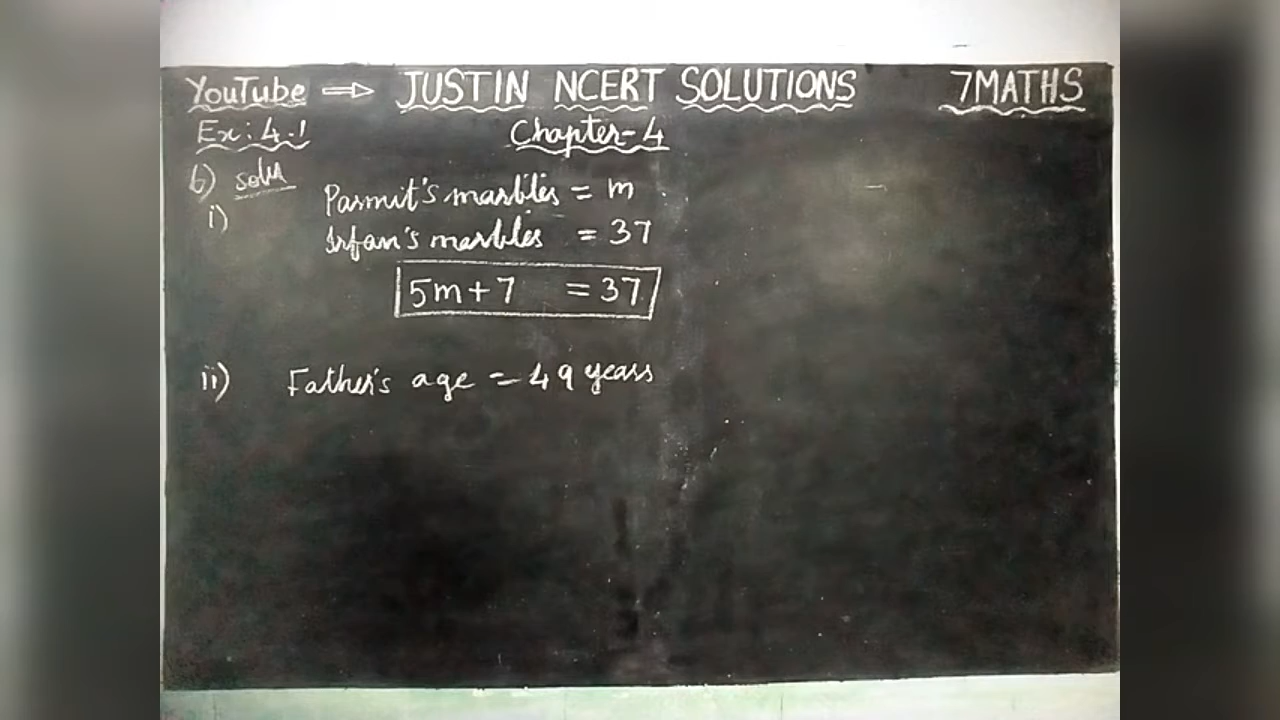 YouTube ⇒ JUSTIN NCERT SOLUTIONS 7MATHS
Ex: 4.1 Chapter-4
6) soln
i) Parmit's marbles = m
Irfan's marbles = 37
5m+7 = 37
ii) Father's age = 49 years